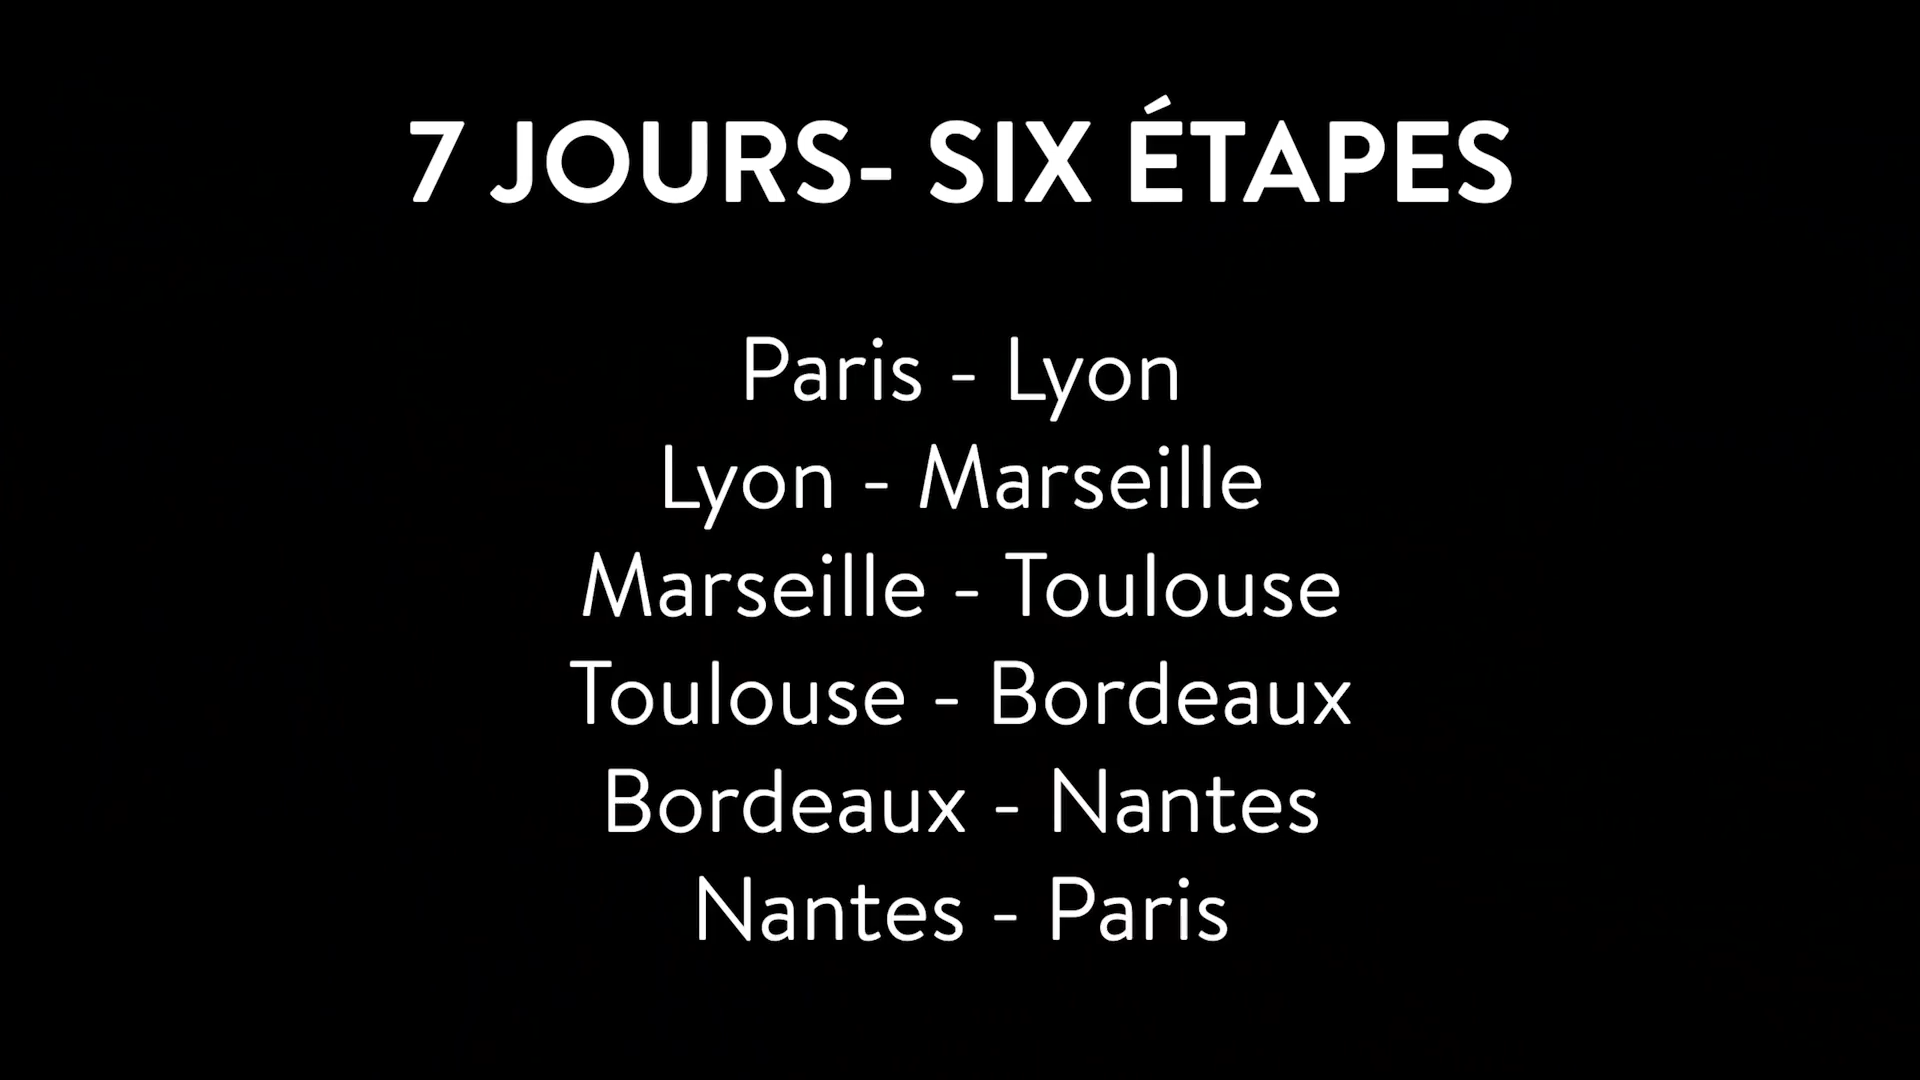 7 JOURS- SIX ÉTAPES
Paris - Lyon
Lyon - Marseille
Marseille - Toulouse
Toulouse - Bordeaux
Bordeaux - Nantes
Nantes - Paris